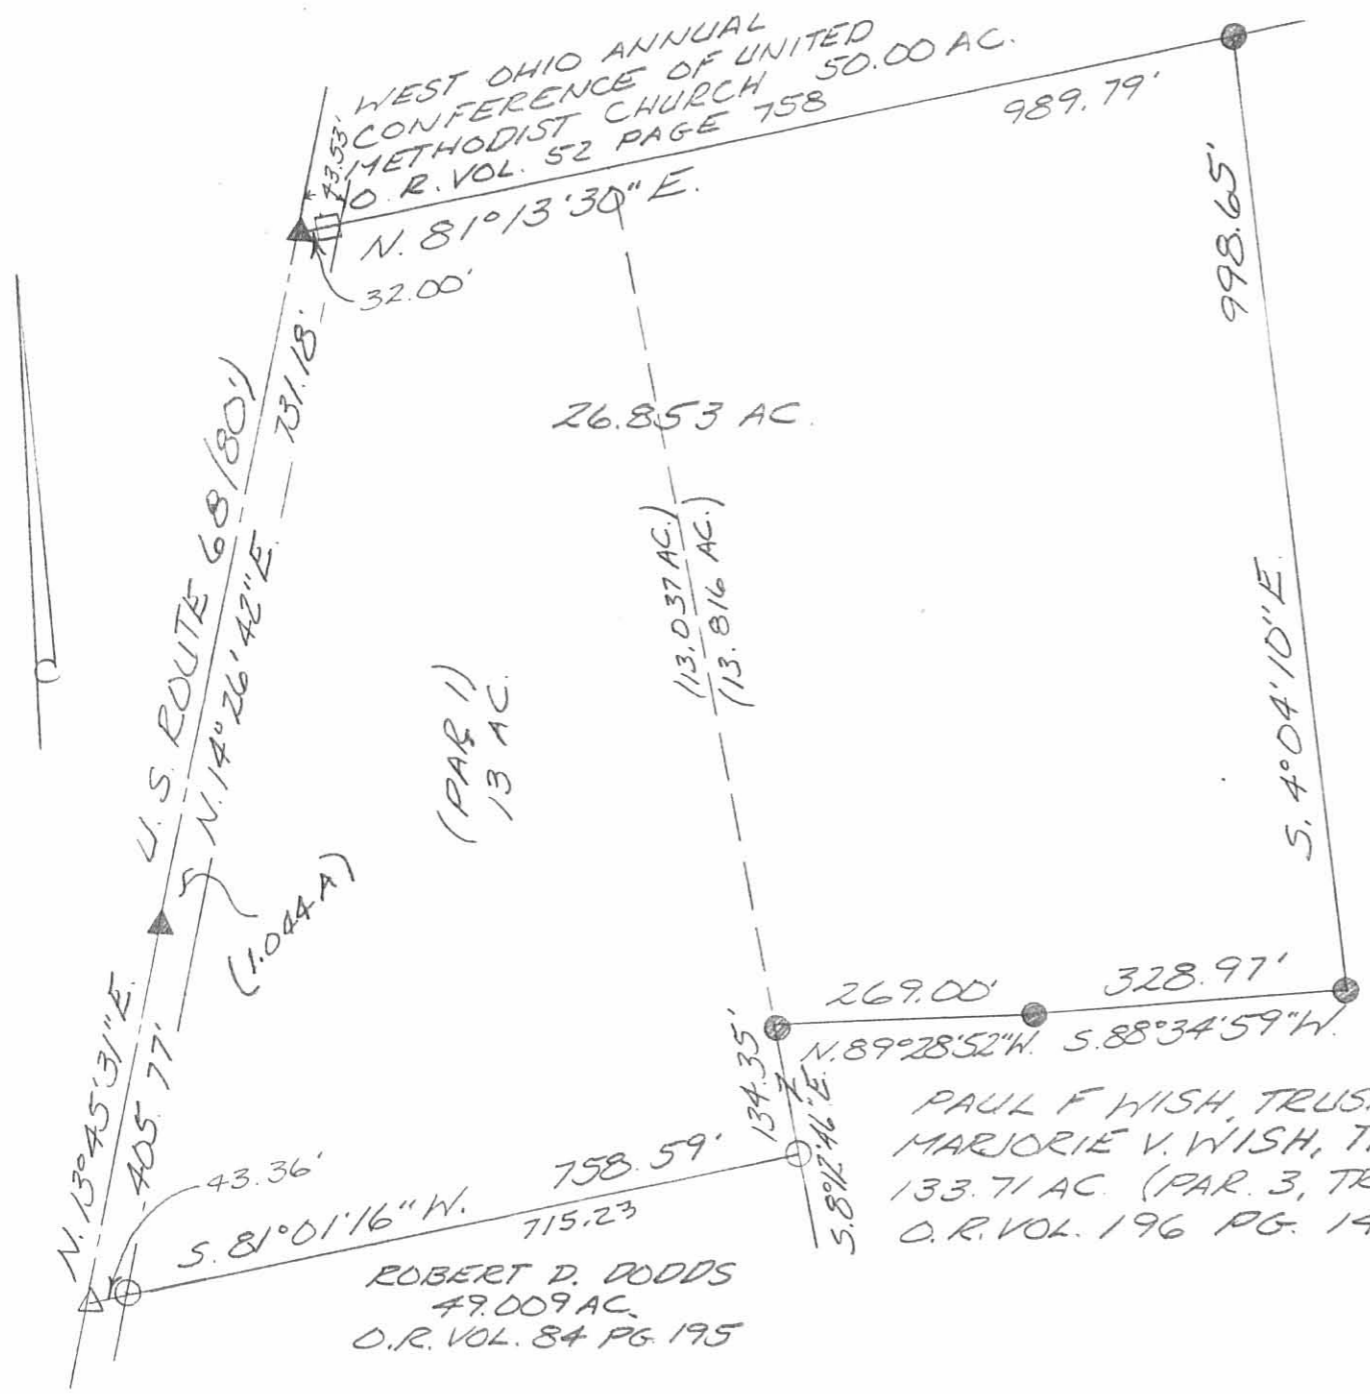 WEST OHIO ANNUAL
CONFERENCE OF UNITED
METHODIST CHURCH 50.00 AC.
O.R. VOL. 52 PAGE 758
989.79'
43.53'
N. 81°13'30" E.
32.00'
998.65'
U.S. ROUTE 68 (80')
731.18'
26.853 AC.
N. 14°26'42" E.
(13.037 AC.)
(13.816 AC.)
(PAR 1)
13 AC.
S. 4°04'10" E.
(1.044 A)
269.00'
328.97'
N. 89°28'52" W.
S. 88°34'59" W.
134.35'
N. 13°45'31" E.
405.77'
43.36'
758.59'
S. 81°01'16" W.
715.23
PAUL F WISH, TRUS
MARJORIE V. WISH, T
133.71 AC. (PAR. 3, TR
O.R. VOL. 196 PG. 14
ROBERT D. DODDS
49.009 AC.
O.R. VOL. 84 PG. 195